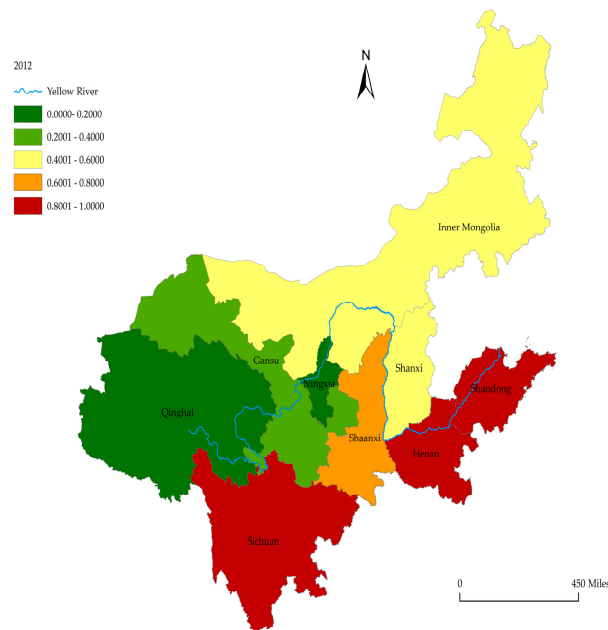 N
2012
Yellow River
0.0000- 0.2000
0.2001 - 0.4000
0.4001 - 0.6000
0.6001 - 0.8000
0.8001 - 1.0000
Inner Mongolia
Gansu
Shanxi
Ningxia
Shandong
Qinghai
Shaanxi
Henan
Sichuan
0 450 Miles